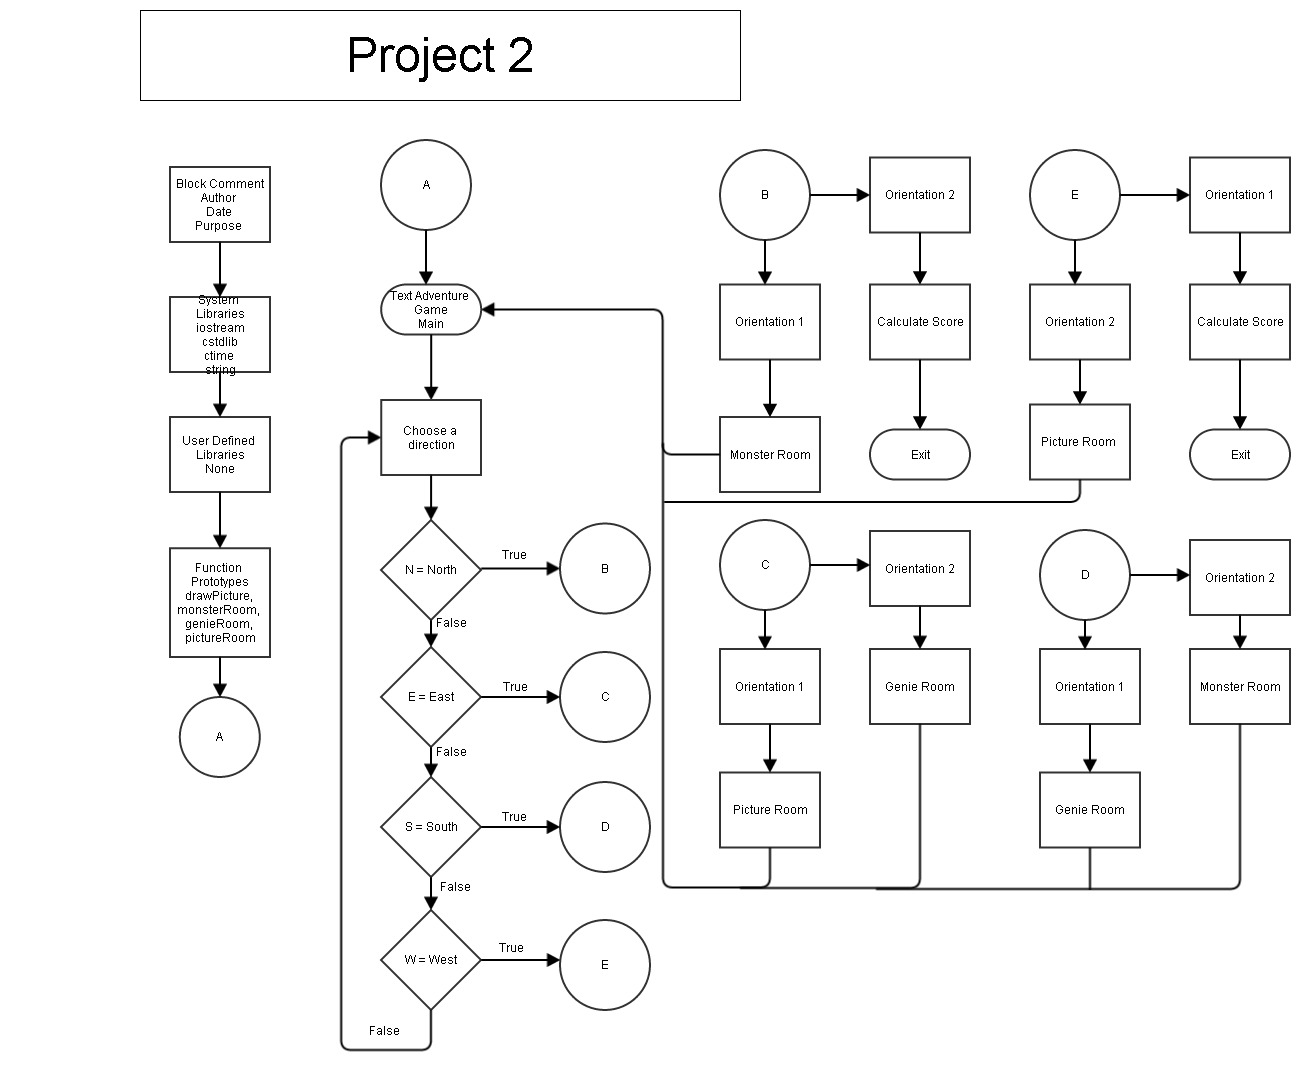 Project 2
Block Comment
Author
Date
Purpose
System
Libraries
iostream
cstdlib
ctime
string
User Defined
Libraries
None
Function
Prototypes
drawPicture,
monsterRoom,
genieRoom,
pictureRoom
A
A
Text Adventure
Game
Main
Choose a
direction
N = North
True
B
False
E = East
True
C
False
S = South
True
D
False
W = West
True
E
False
B
Orientation 2
Orientation 1
Calculate Score
Monster Room
Exit
E
Orientation 1
Orientation 2
Calculate Score
Picture Room
Exit
C
Orientation 2
Orientation 1
Genie Room
Picture Room
D
Orientation 2
Orientation 1
Monster Room
Genie Room